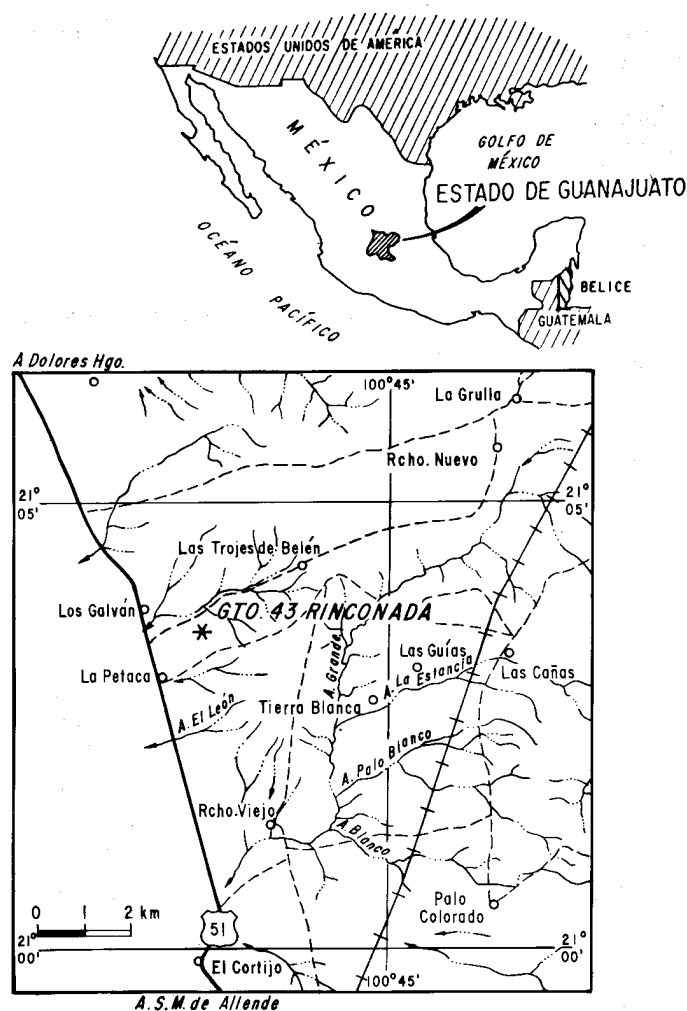 ESTADOS UNIDOS DE AMÉRICA
MÉXICO
GOLFO DE
MÉXICO
ESTADO DE GUANAJUATO
OCÉANO PACÍFICO
BELICE
GUATEMALA
A Dolores Hgo.
100°45'
La Grulla
Rcho. Nuevo
21°
05'
21°
05'
Las Trojes de Belén
Los Galván
GTO. 43 RINCONADA
La Petaca
A. Grande
Las Guías
A. La Estancia
Las Cañas
A. El León
Tierra Blanca
A. Palo Blanco
Rcho. Viejo
A. Blanco
Palo
Colorado
0 1 2 km
51
21°
00'
21°
00'
El Cortijo
100°45'
A. S. M. de Allende